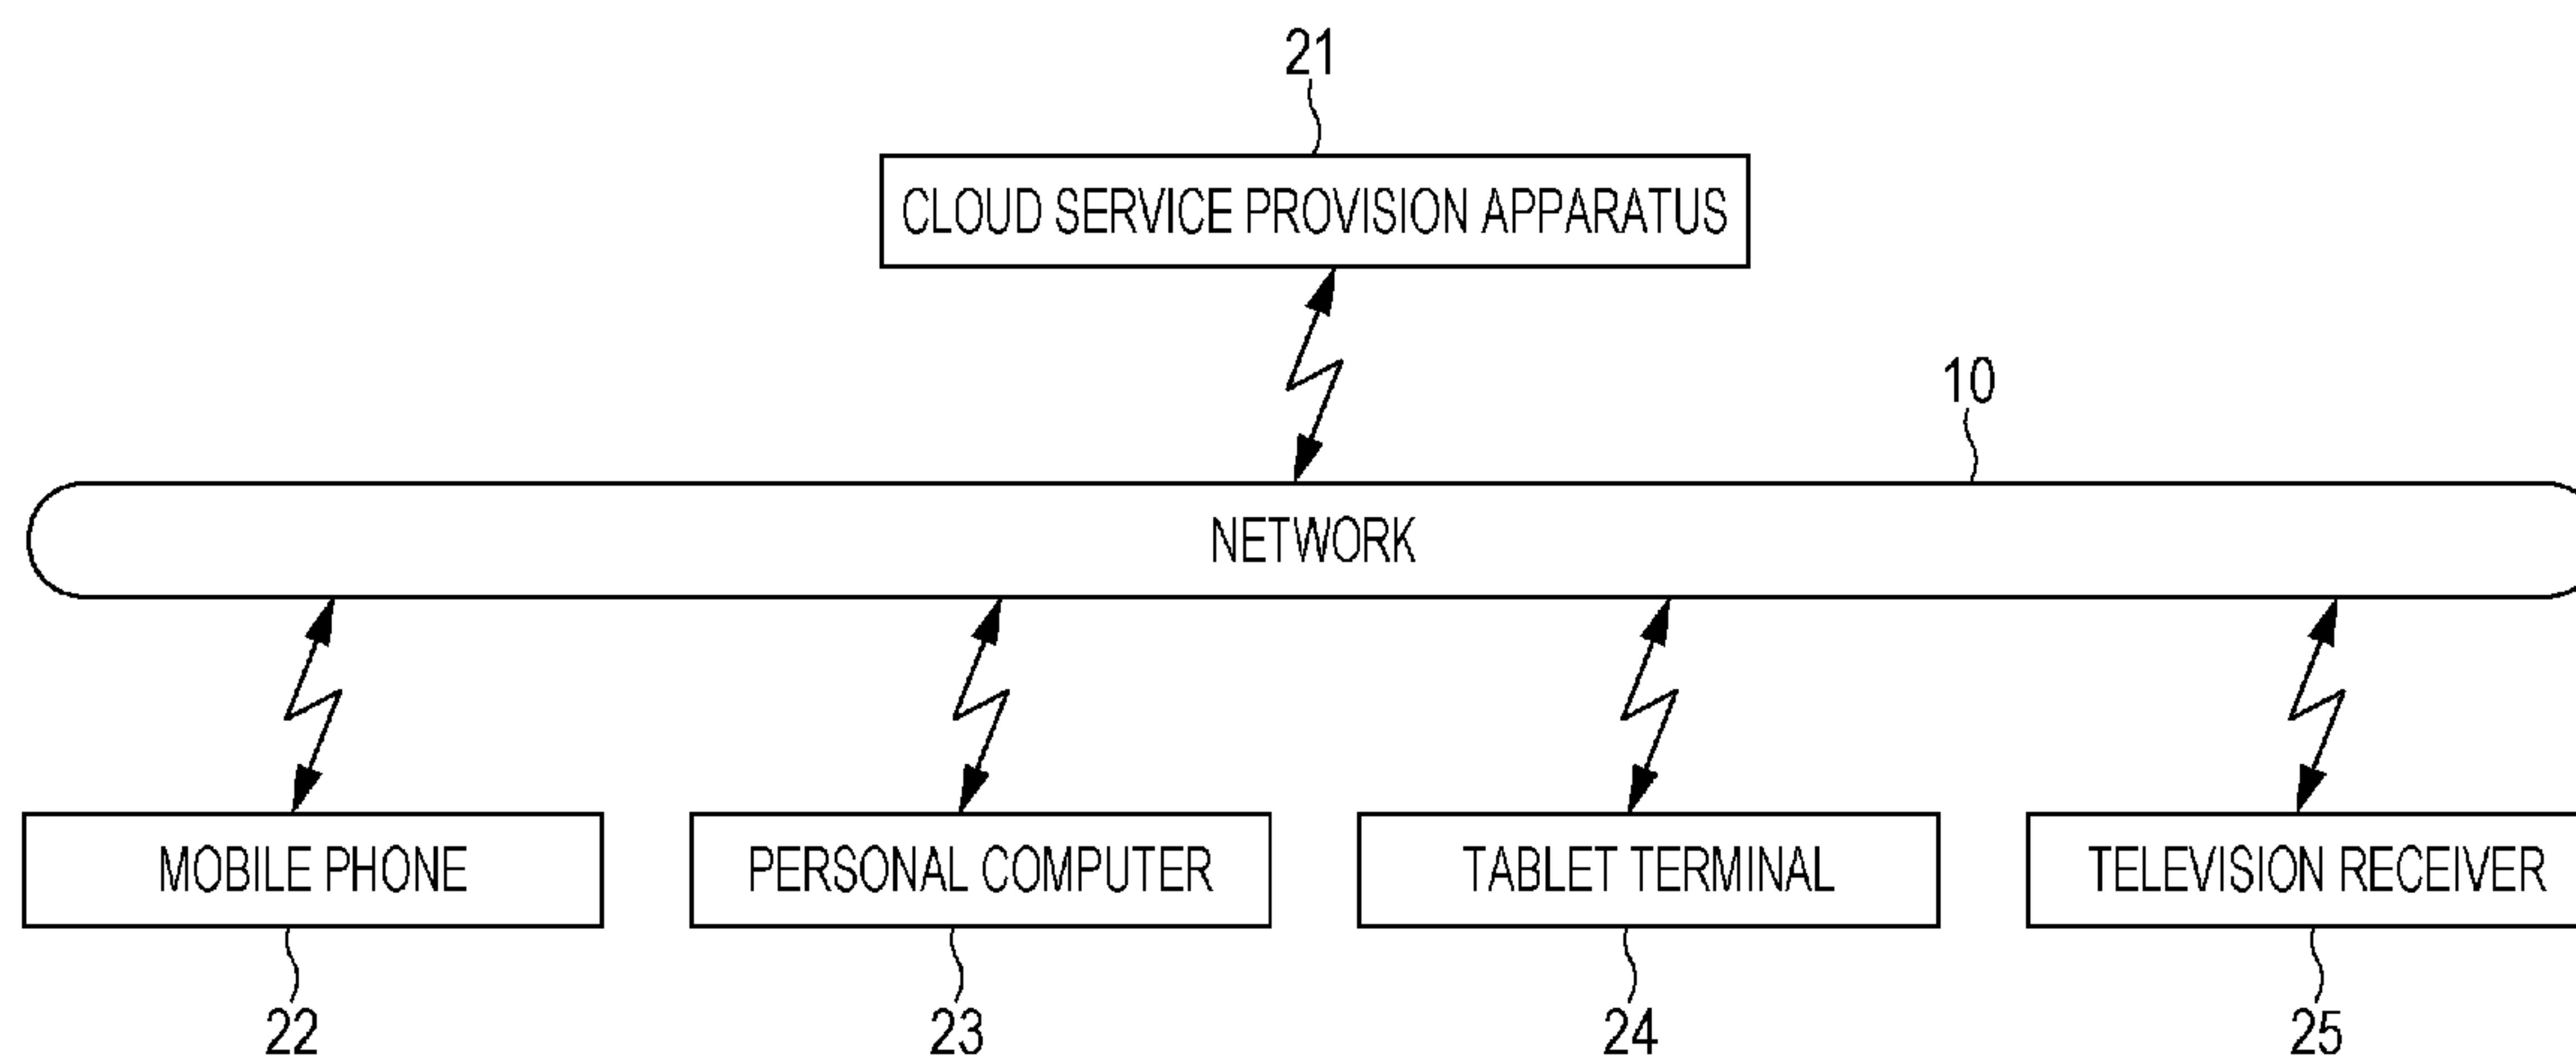 21
CLOUD SERVICE PROVISION APPARATUS
10
NETWORK
MOBILE PHONE
PERSONAL COMPUTER
TABLET TERMINAL
TELEVISION RECEIVER
22
23
24
25